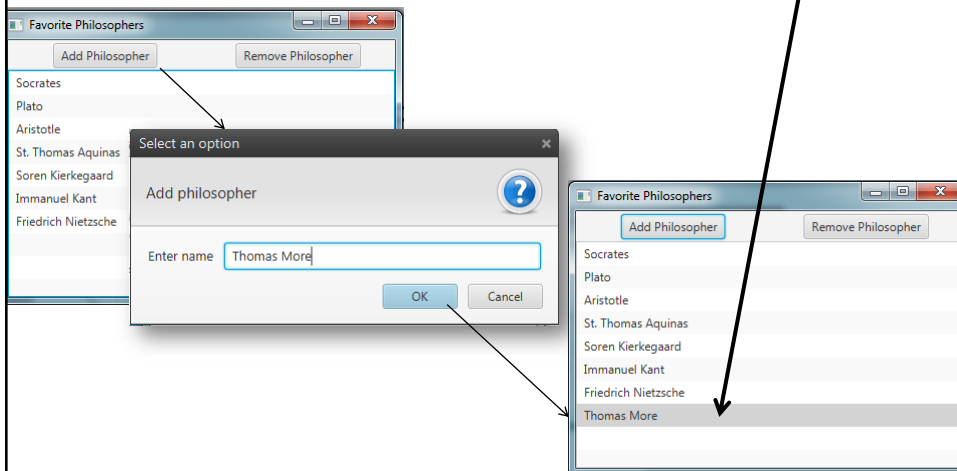 Favorite Philosophers
Add Philosopher Remove Philosopher
Socrates
Plato
Aristotle
St. Thomas Aquinas
Soren Kierkegaard
Immanuel Kant
Friedrich Nietzsche
Select an option
Add philosopher
Enter name Thomas More
OK Cancel
Favorite Philosophers
Add Philosopher Remove Philosopher
Socrates
Plato
Aristotle
St. Thomas Aquinas
Soren Kierkegaard
Immanuel Kant
Friedrich Nietzsche
Thomas More